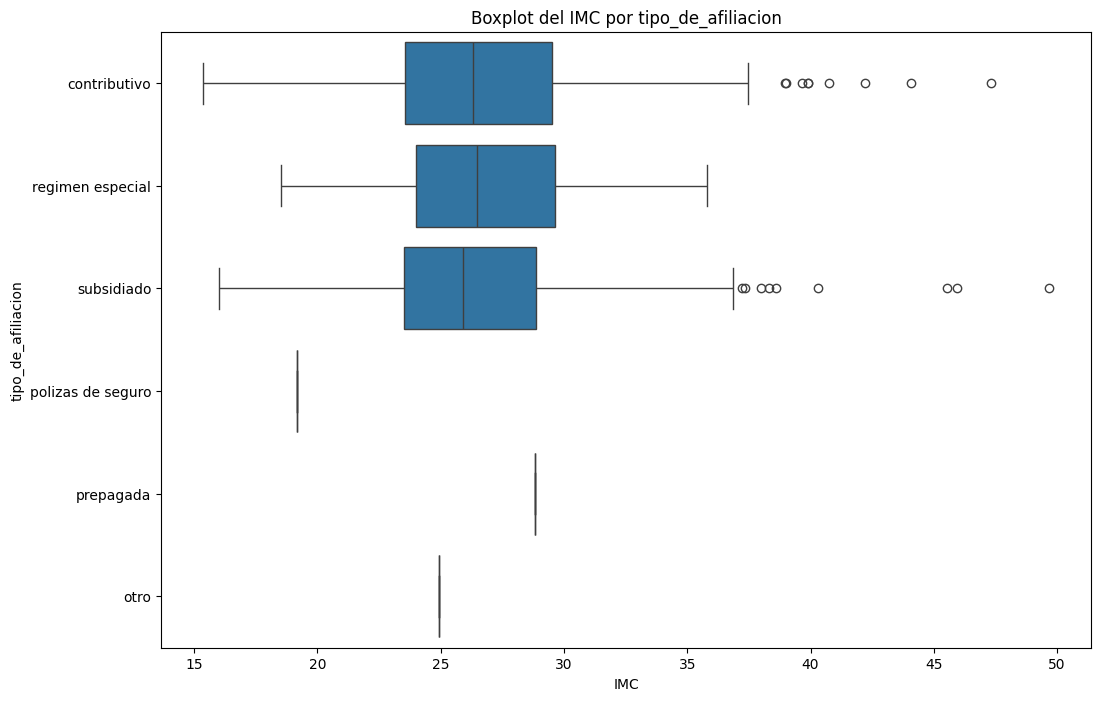 Boxplot del IMC por tipo_de_afiliacion
tipo_de_afiliacion
contributivo
regimen especial
subsidiado
polizas de seguro
prepagada
otro
15 20 25 30 35 40 45 50
IMC